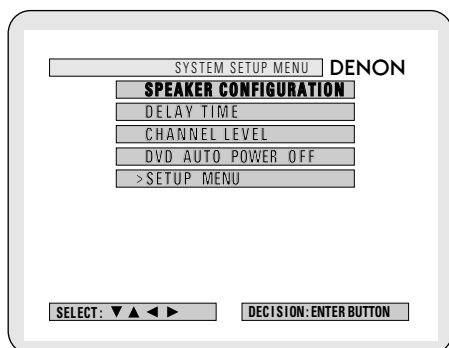 SYSTEM SETUP MENU DENON
SPEAKER CONFIGURATION
DELAY TIME
CHANNEL LEVEL
DVD AUTO POWER OFF
>SETUP MENU
SELECT: ▼ ▲ ◄ ► DECISION: ENTER BUTTON